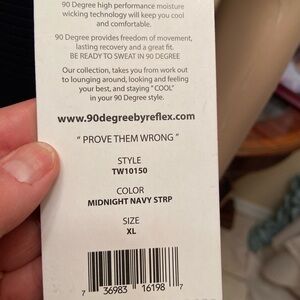 90 Degree high performance moisture
wicking technology will keep you cool
and comfortable.
90 Degree provides freedom of movement,
lasting recovery and a great fit.
BE READY TO SWEAT IN 90 DEGREE
Our collection, takes you from work out
to lounging around, looking and feeling
your best, and staying "COOL"
in your 90 Degree style.
www.90degreebyreflex.com
" PROVE THEM WRONG "
STYLE
TW10150
COLOR
MIDNIGHT NAVY STRP
SIZE
XL
7 36983 16198 7